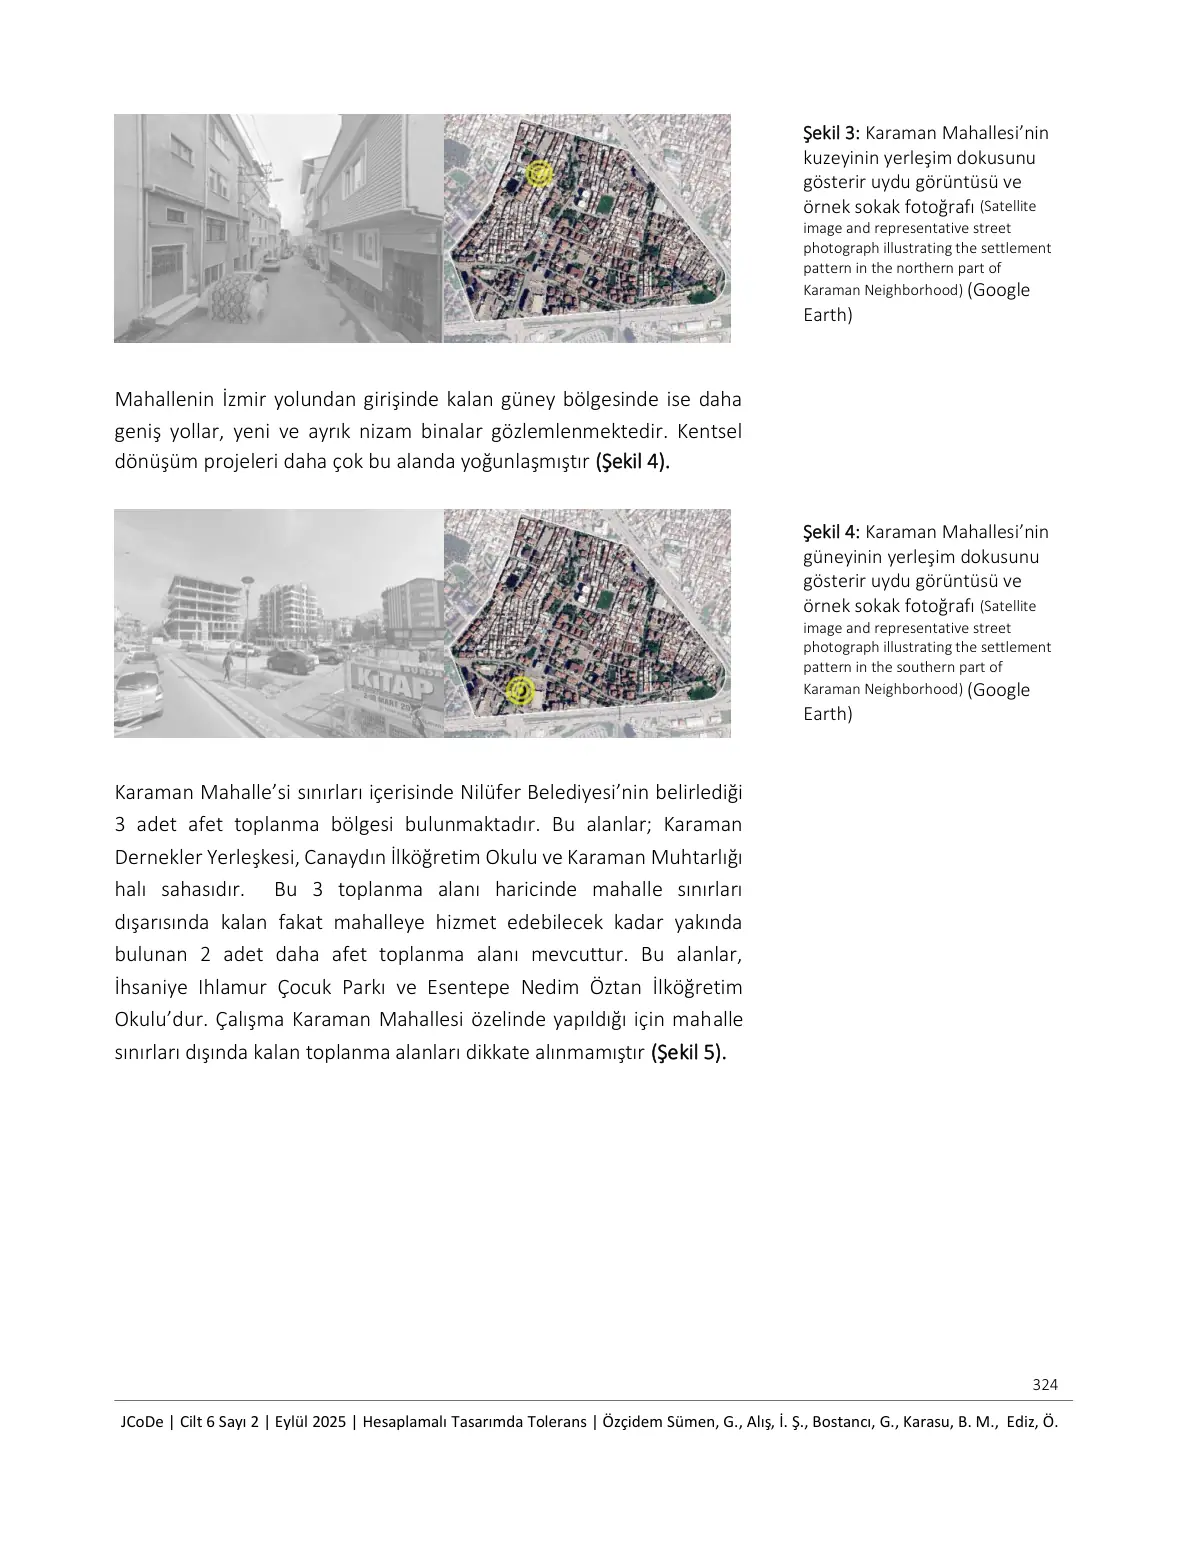 Şekil 3: Karaman Mahallesi’nin
kuzeyinin yerleşim dokusunu
gösterir uydu görüntüsü ve
örnek sokak fotoğrafı (Satellite
image and representative street
photograph illustrating the settlement
pattern in the northern part of
Karaman Neighborhood) (Google
Earth)
Mahallenin İzmir yolundan girişinde kalan güney bölgesinde ise daha
geniş yollar, yeni ve ayrık nizam binalar gözlemlenmektedir. Kentsel
dönüşüm projeleri daha çok bu alanda yoğunlaşmıştır (Şekil 4).
KİTAP
Şekil 4: Karaman Mahallesi’nin
güneyinin yerleşim dokusunu
gösterir uydu görüntüsü ve
örnek sokak fotoğrafı (Satellite
image and representative street
photograph illustrating the settlement
pattern in the southern part of
Karaman Neighborhood) (Google
Earth)
Karaman Mahalle’si sınırları içerisinde Nilüfer Belediyesi’nin belirlediği
3 adet afet toplanma bölgesi bulunmaktadır. Bu alanlar; Karaman
Dernekler Yerleşkesi, Canaydın İlköğretim Okulu ve Karaman Muhtarlığı
halı sahasıdır. Bu 3 toplanma alanı haricinde mahalle sınırları
dışarısında kalan fakat mahalleye hizmet edebilecek kadar yakında
bulunan 2 adet daha afet toplanma alanı mevcuttur. Bu alanlar,
İhsaniye Ihlamur Çocuk Parkı ve Esentepe Nedim Öztan İlköğretim
Okulu’dur. Çalışma Karaman Mahallesi özelinde yapıldığı için mahalle
sınırları dışında kalan toplanma alanları dikkate alınmamıştır (Şekil 5).
324
JCoDe | Cilt 6 Sayı 2 | Eylül 2025 | Hesaplamalı Tasarımda Tolerans | Özçidem Sümen, G., Alış, İ. Ş., Bostancı, G., Karasu, B. M., Ediz, Ö.